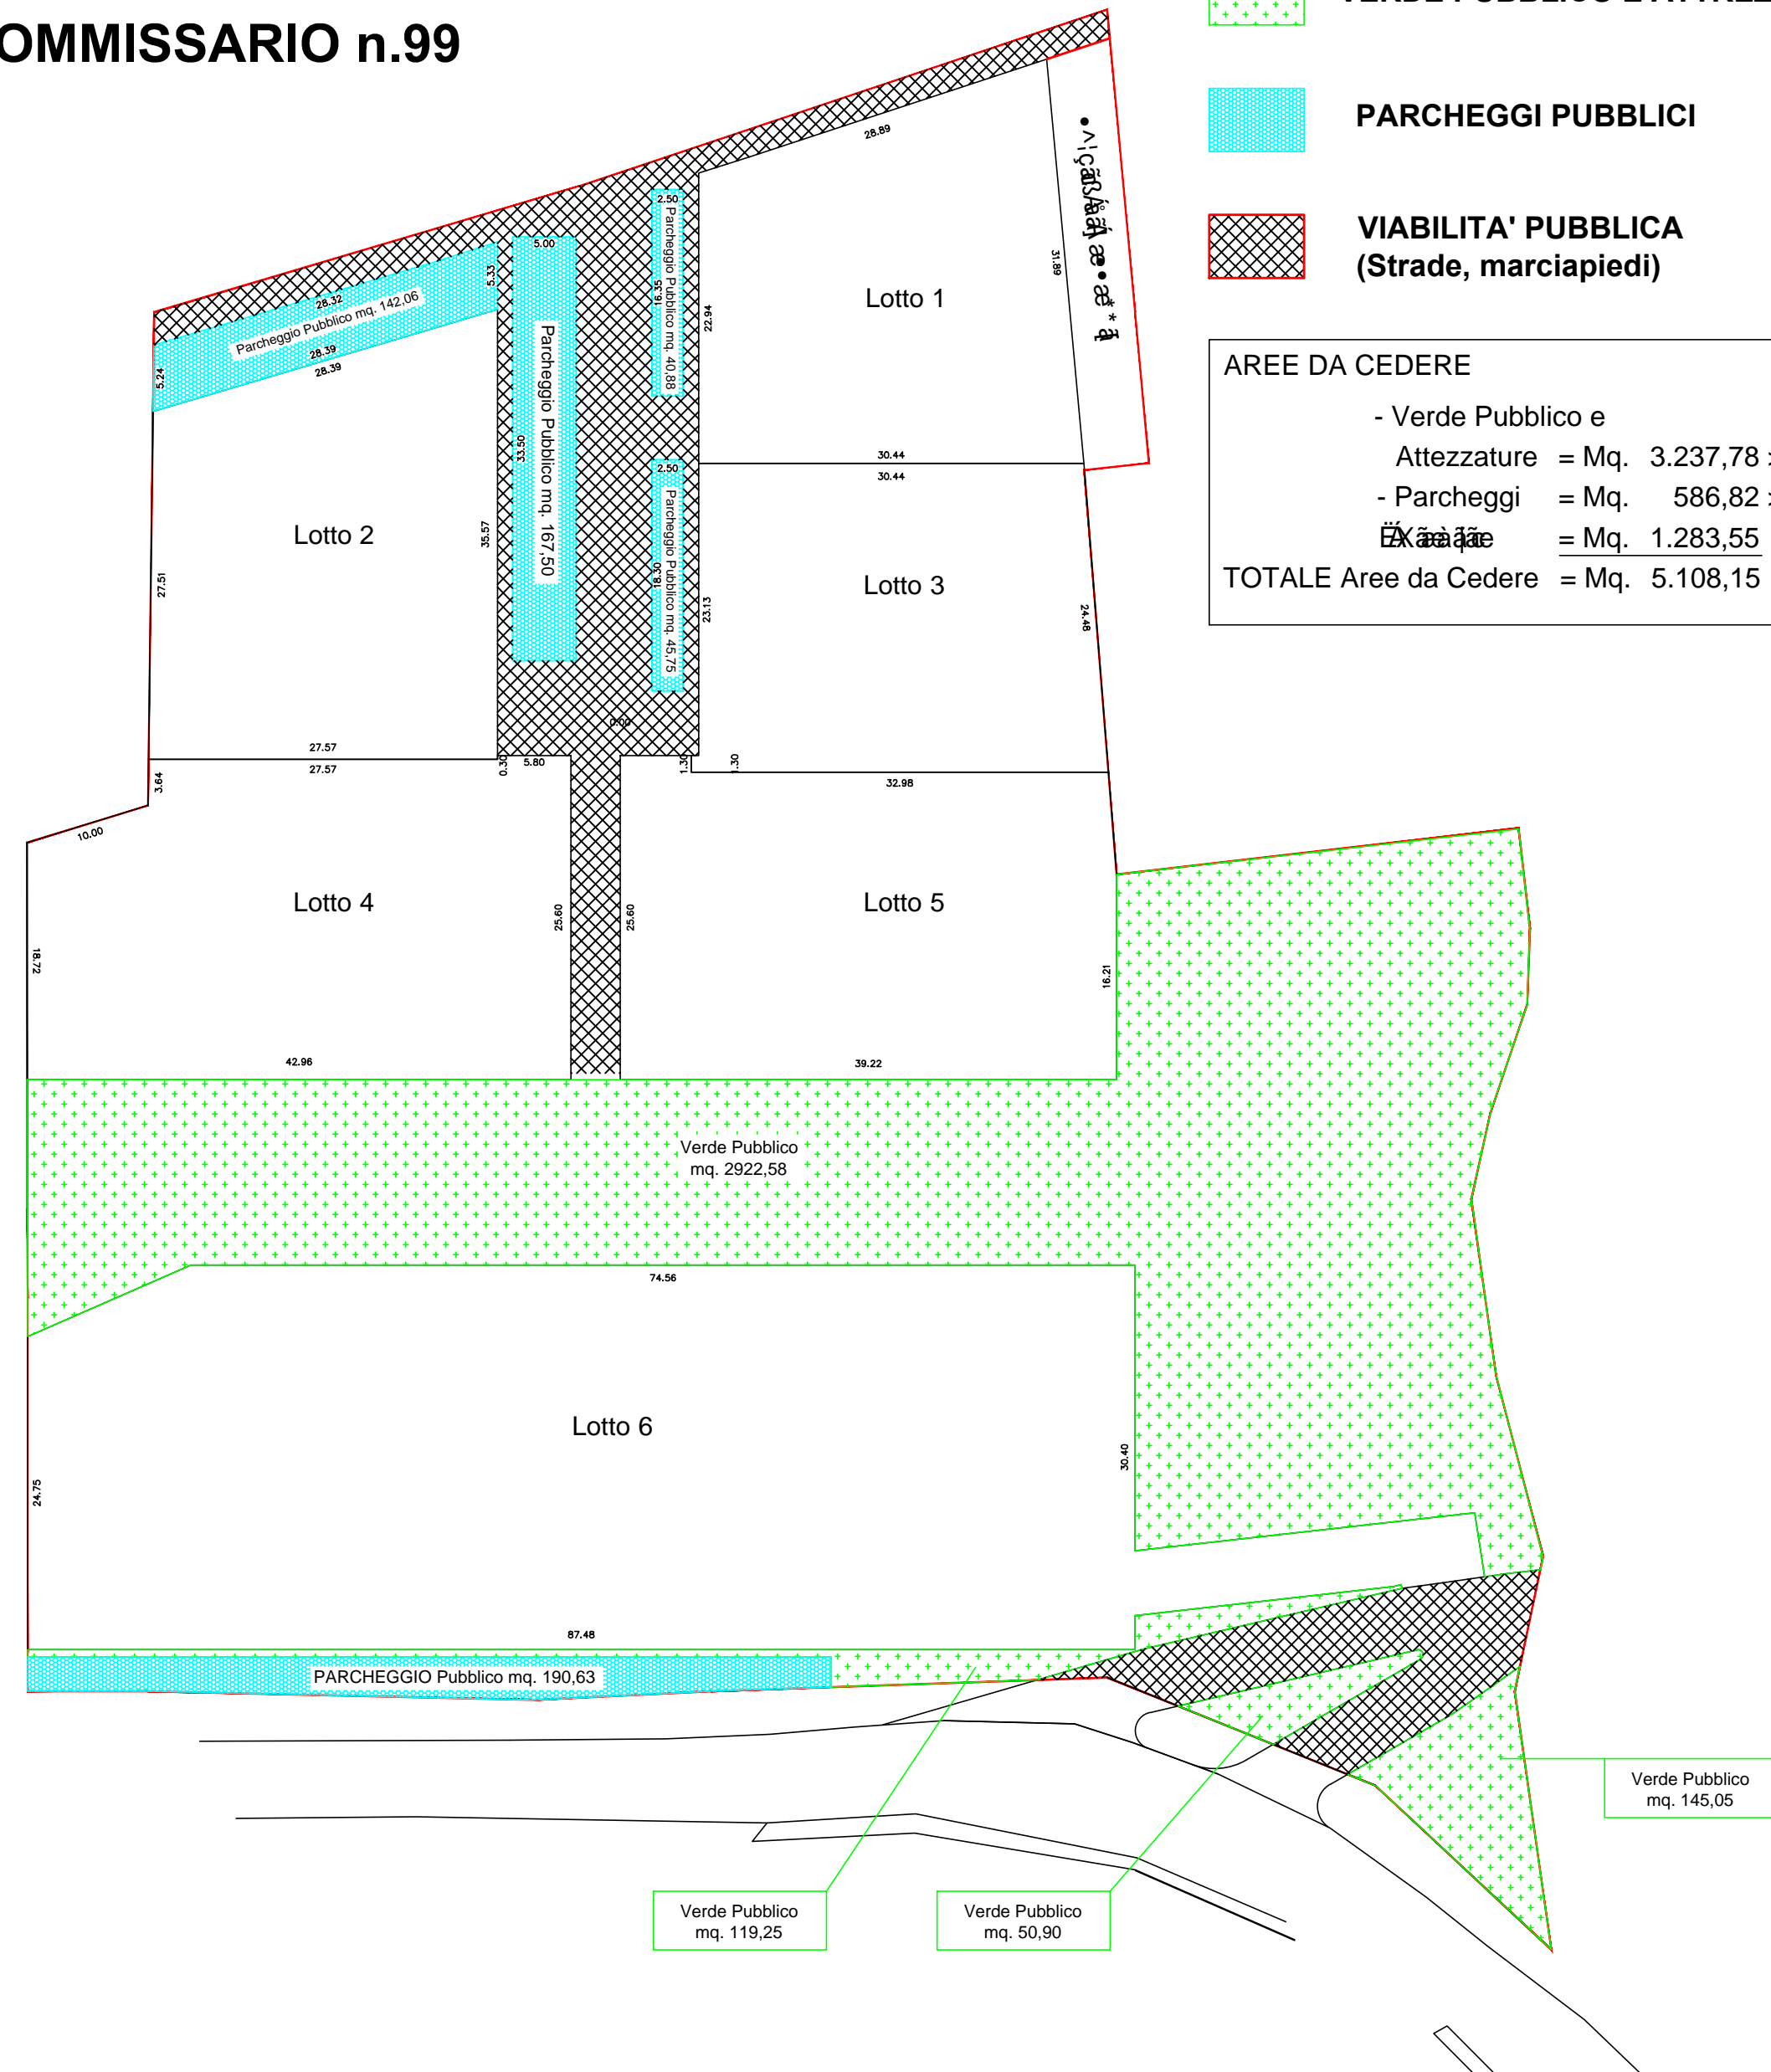 OMMISSARIO n.99
PARCHEGGI PUBBLICI
VIABILITA' PUBBLICA
(Strade, marciapiedi)
AREE DA CEDERE
- Verde Pubblico e
Attezzature = Mq. 3.237,78
- Parcheggi = Mq. 586,82
= Mq. 1.283,55
TOTALE Aree da Cedere = Mq. 5.108,15
28.89
2.50
Parcheggio Pubblico mq. 40,88
16.35
22.94
Lotto 1
31.89
5.00
5.33
28.32
Parcheggio Pubblico mq. 142,06
28.39
28.39
5.24
Parcheggio Pubblico mq. 167,50
33.50
30.44
30.44
2.50
Parcheggio Pubblico mq. 45,75
18.30
23.13
Lotto 2
35.57
27.51
Lotto 3
24.48
0.00
27.57
27.57
0.30
5.80
1.30
1.30
32.98
3.64
10.00
Lotto 4
25.60
25.60
Lotto 5
18.72
16.21
42.96
39.22
Verde Pubblico
mq. 2922,58
74.56
Lotto 6
30.40
24.75
87.48
PARCHEGGIO Pubblico mq. 190,63
Verde Pubblico
mq. 145,05
Verde Pubblico
mq. 119,25
Verde Pubblico
mq. 50,90